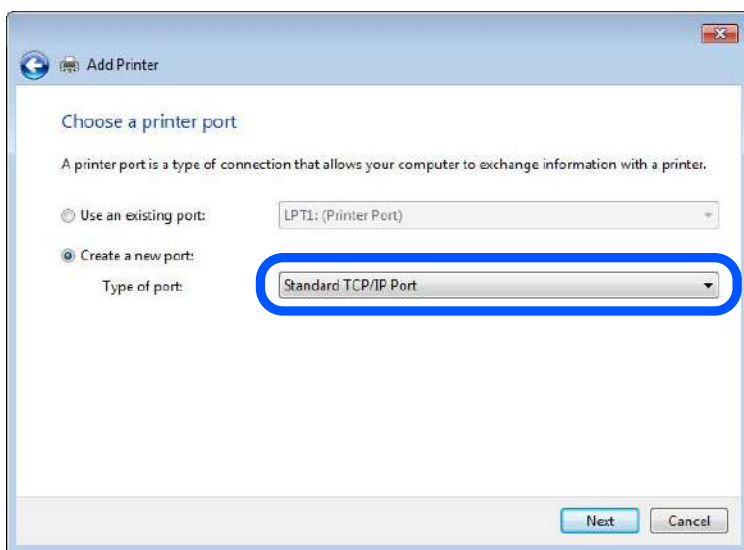 Add Printer
Choose a printer port
A printer port is a type of connection that allows your computer to exchange information with a printer.
Use an existing port: LPT1: (Printer Port)
Create a new port:
Type of port: Standard TCP/IP Port
Next Cancel